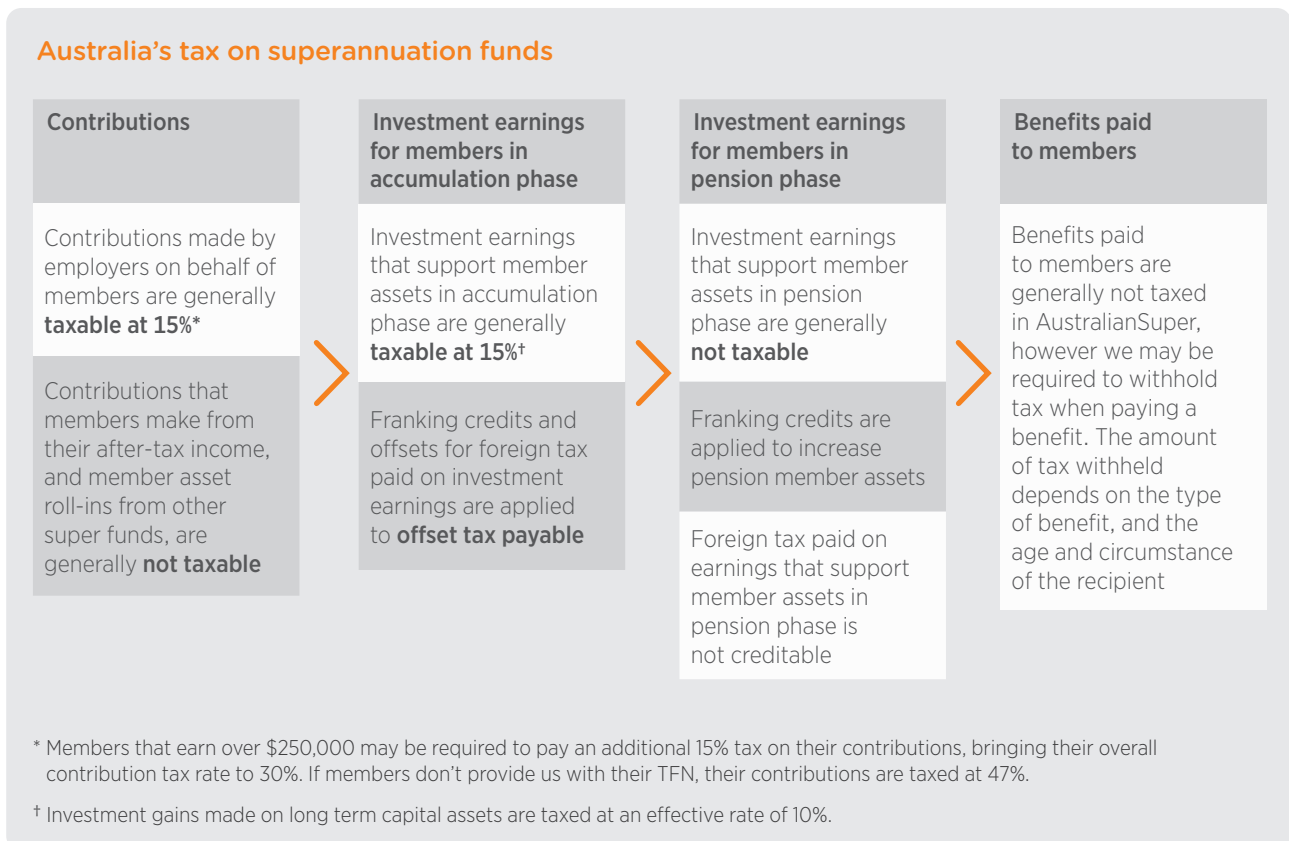 Australia’s tax on superannuation funds
Contributions
Contributions made by
employers on behalf of
members are generally
taxable at 15%*
Contributions that
members make from
their after-tax income,
and member asset
roll-ins from other
super funds, are
generally not taxable
Investment earnings
for members in
accumulation phase
Investment earnings
that support member
assets in accumulation
phase are generally
taxable at 15%†
Franking credits and
offsets for foreign tax
paid on investment
earnings are applied
to offset tax payable
Investment earnings
for members in
pension phase
Investment earnings
that support member
assets in pension
phase are generally
not taxable
Franking credits are
applied to increase
pension member assets
Foreign tax paid on
earnings that support
member assets in
pension phase is
not creditable
Benefits paid
to members
Benefits paid
to members are
generally not taxed
in AustralianSuper,
however we may be
required to withhold
tax when paying a
benefit. The amount
of tax withheld
depends on the type
of benefit, and the
age and circumstance
of the recipient
* Members that earn over $250,000 may be required to pay an additional 15% tax on their contributions, bringing their overall
contribution tax rate to 30%. If members don’t provide us with their TFN, their contributions are taxed at 47%.
† Investment gains made on long term capital assets are taxed at an effective rate of 10%.